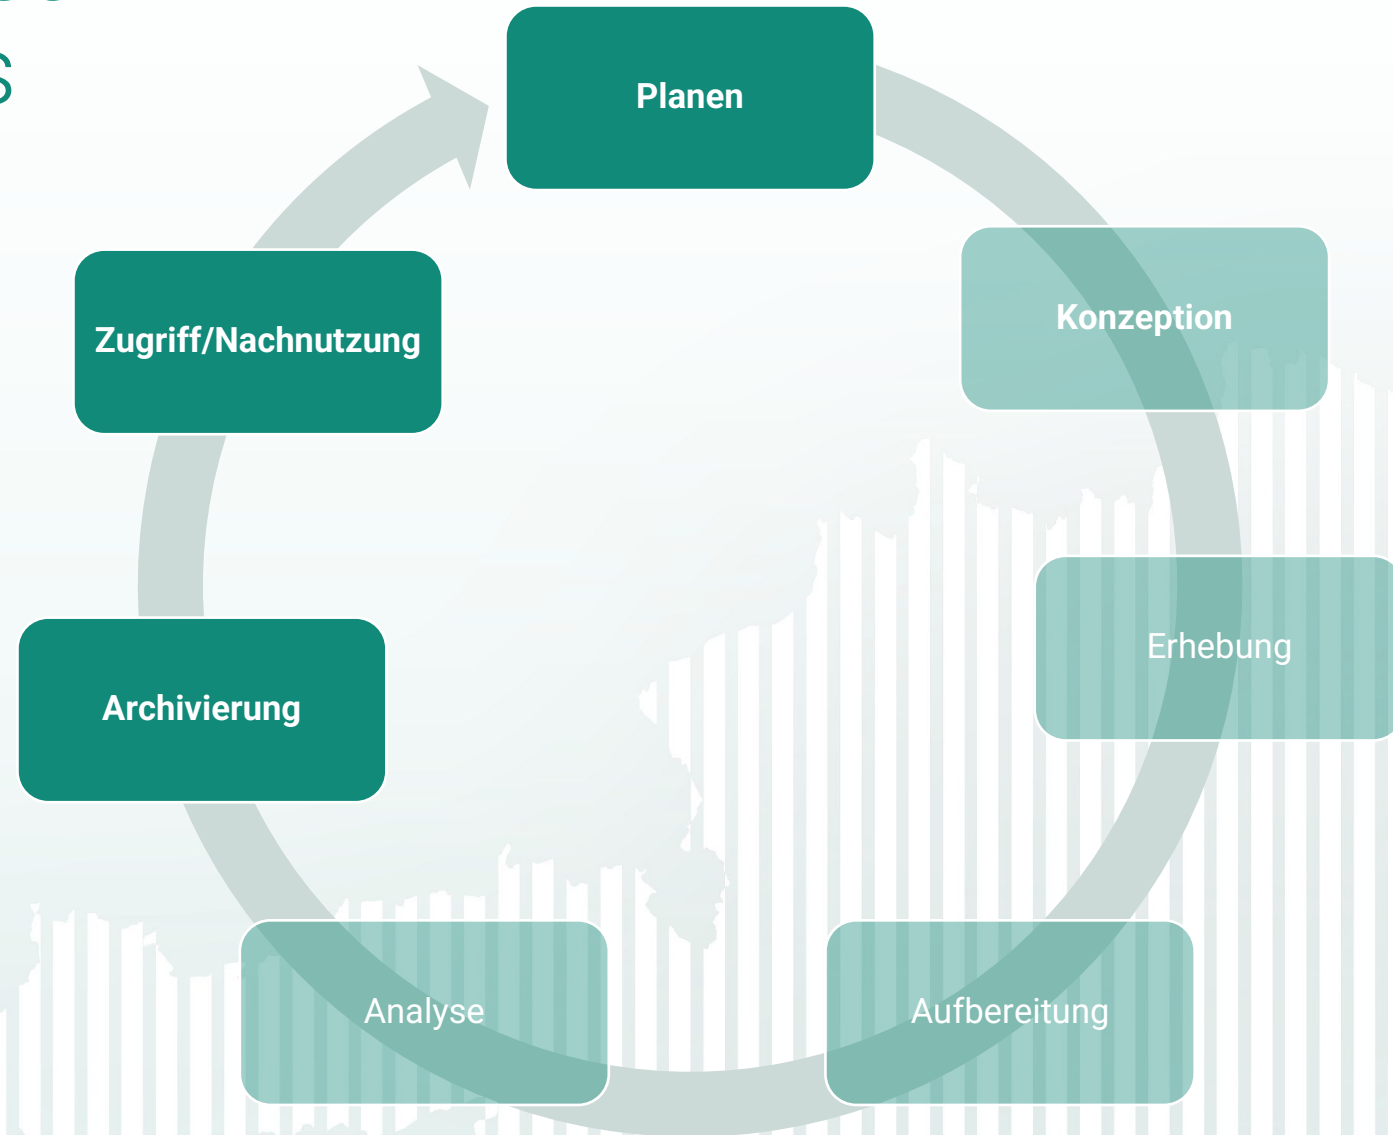 Planen
Konzeption
Erhebung
Aufbereitung
Analyse
Archivierung
Zugriff/Nachnutzung